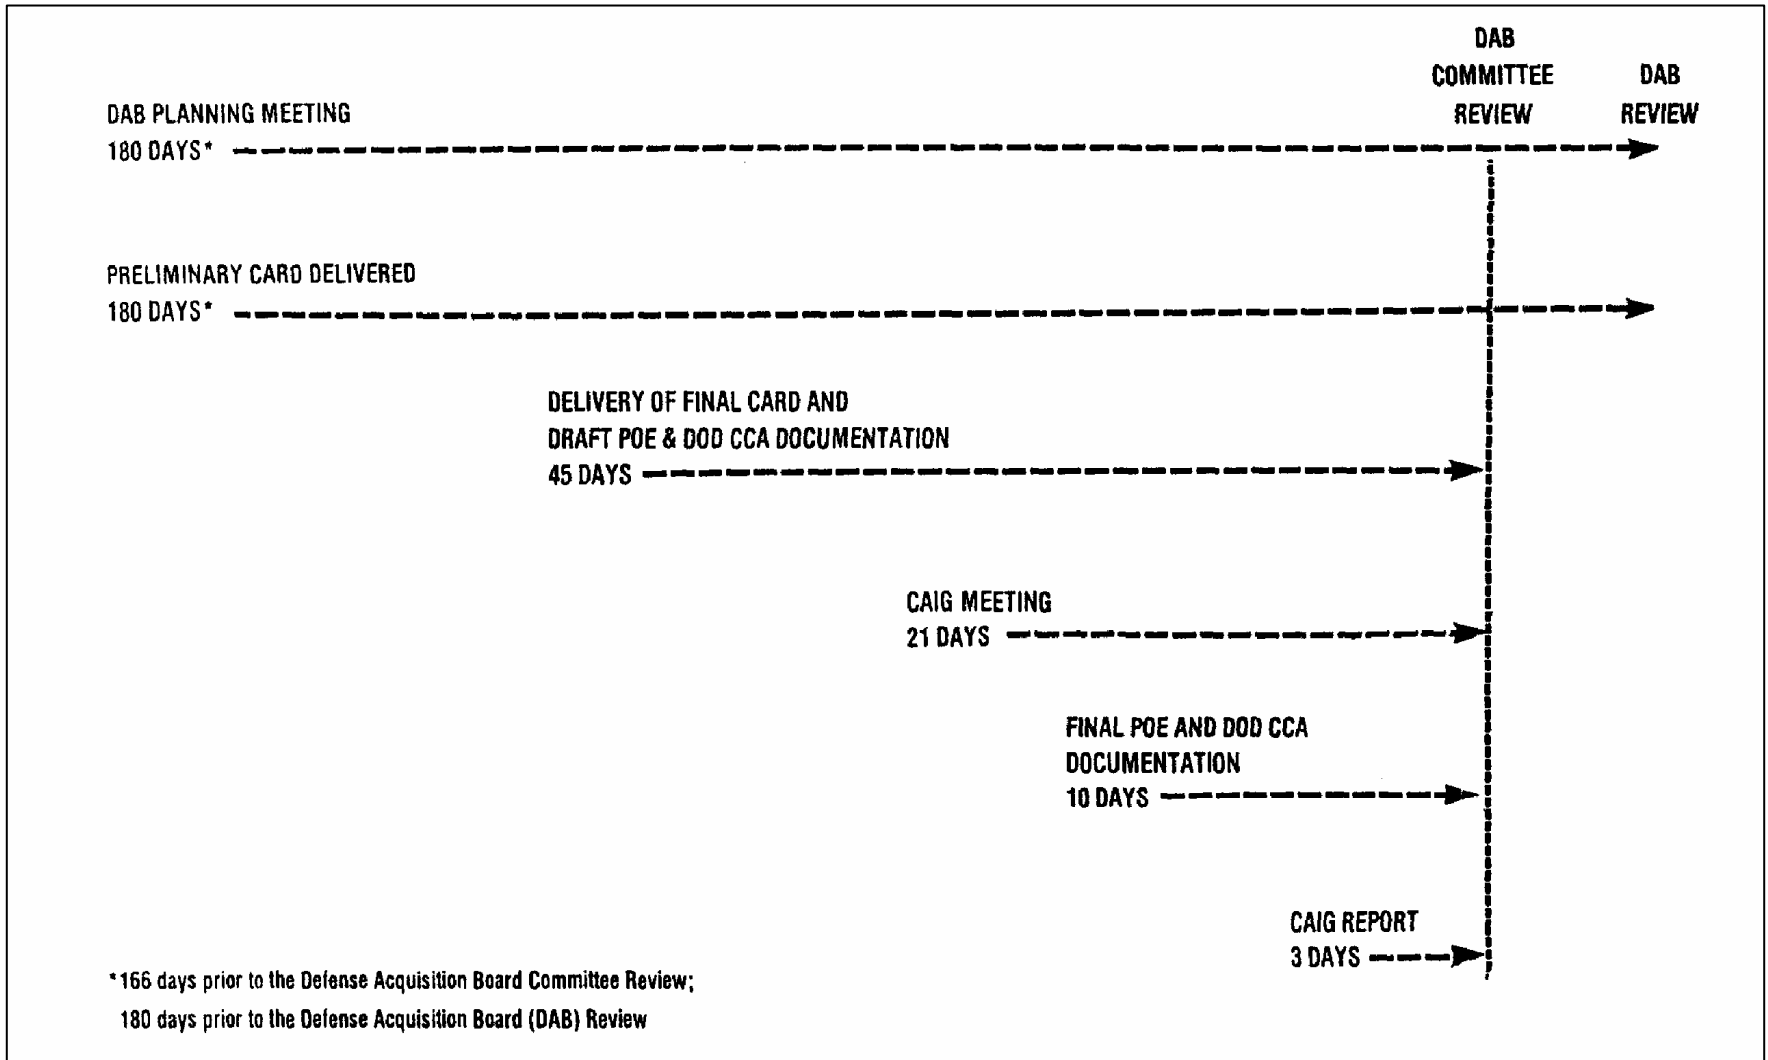 DAB
COMMITTEE
REVIEW
DAB
REVIEW
DAB PLANNING MEETING
180 DAYS*
PRELIMINARY CARD DELIVERED
180 DAYS*
DELIVERY OF FINAL CARD AND
DRAFT POE & DOD CCA DOCUMENTATION
45 DAYS
CAIG MEETING
21 DAYS
FINAL POE AND DOD CCA
DOCUMENTATION
10 DAYS
CAIG REPORT
3 DAYS
*166 days prior to the Defense Acquisition Board Committee Review;
180 days prior to the Defense Acquisition Board (DAB) Review